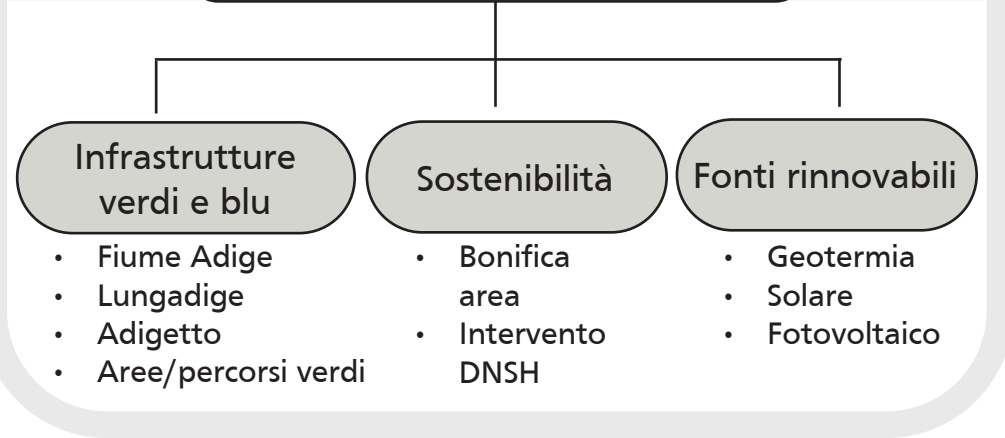 Infrastrutture
verdi e blu
• Fiume Adige
• Lungadige
• Adigetto
• Aree/percorsi verdi
Sostenibilità
• Bonifica
area
• Intervento
DNSH
Fonti rinnovabili
• Geotermia
• Solare
• Fotovoltaico